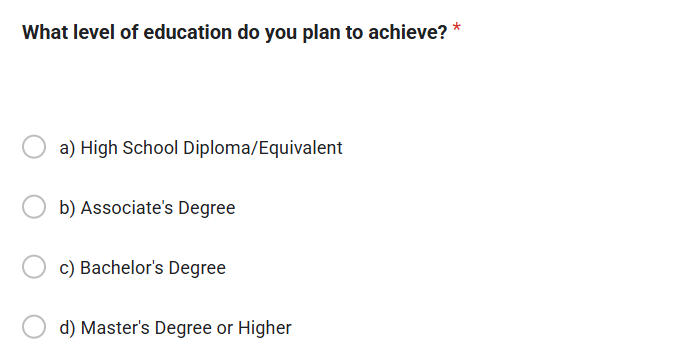 What level of education do you plan to achieve? *
a) High School Diploma/Equivalent
b) Associate's Degree
c) Bachelor's Degree
d) Master's Degree or Higher